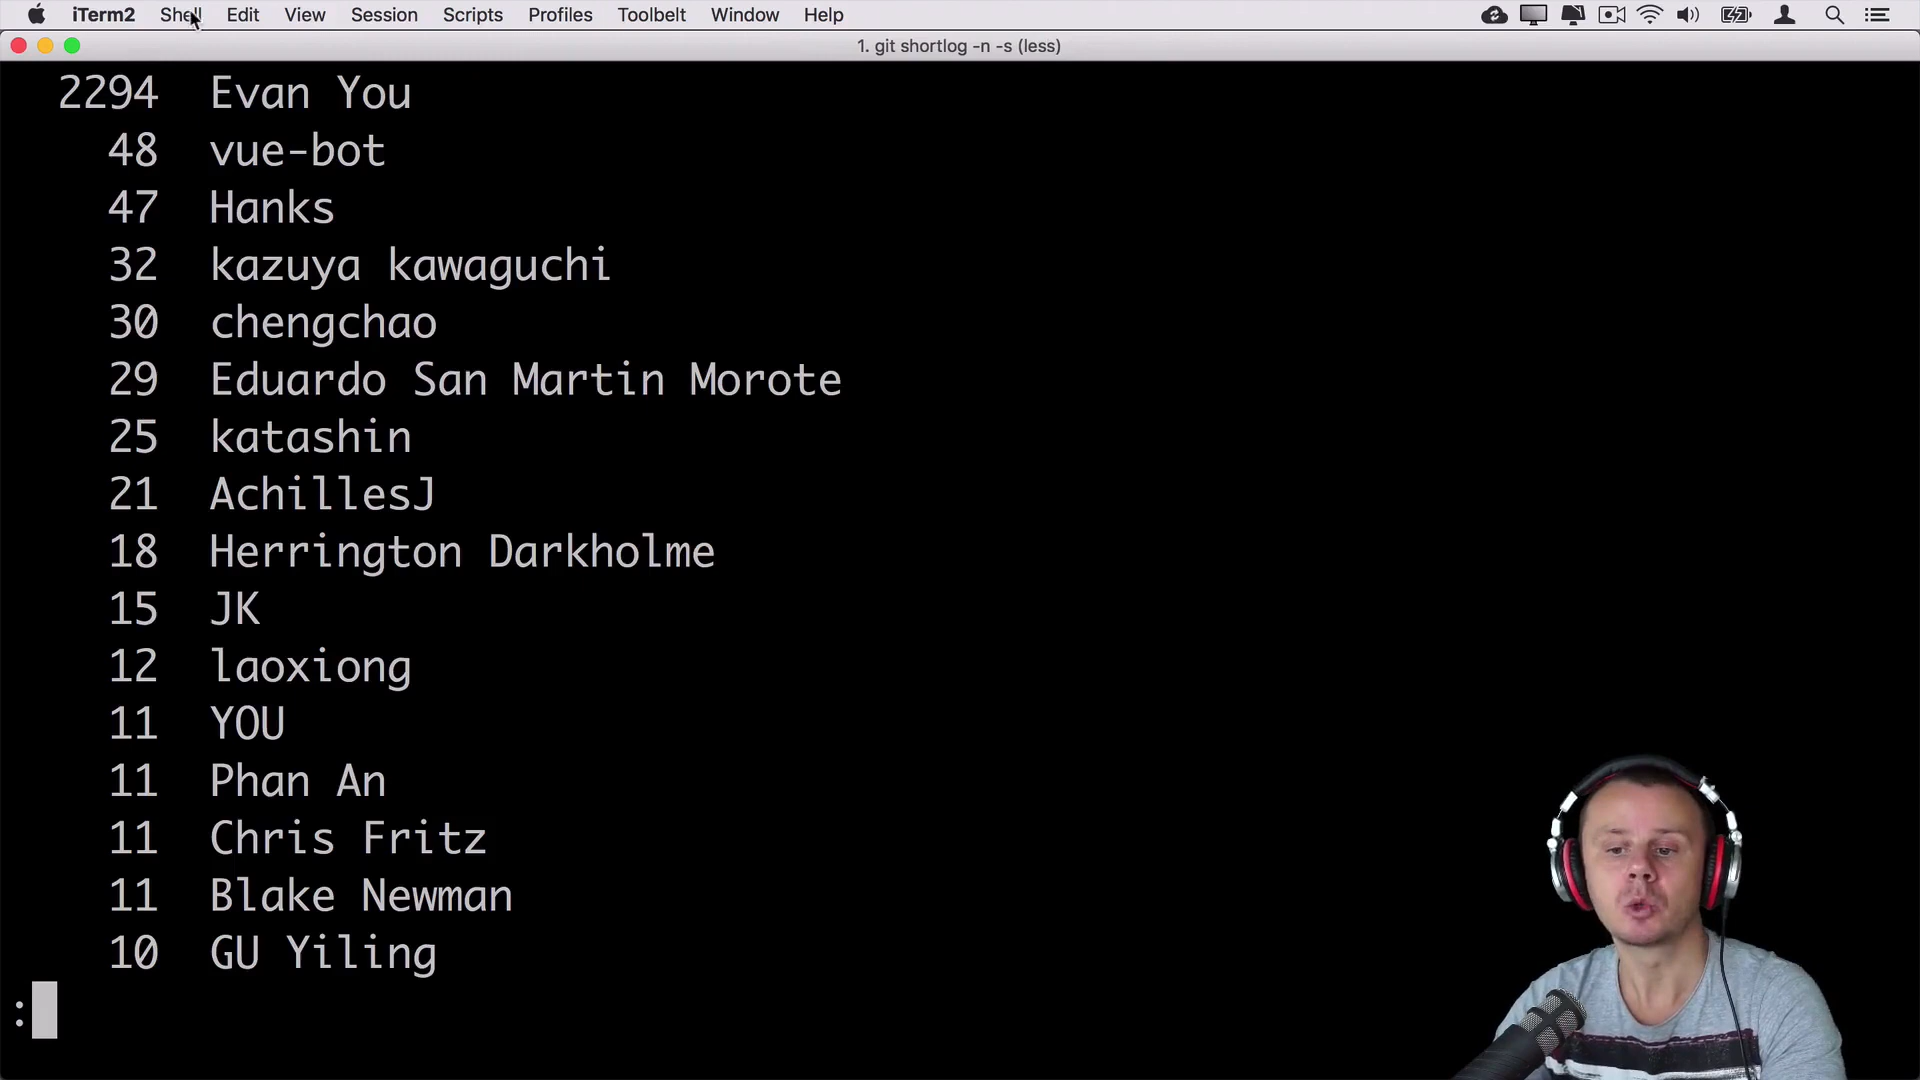 iTerm2 Shell Edit View Session Scripts Profiles Toolbelt Window Help
1. git shortlog -n -s (less)
2294 Evan You
48 vue-bot
47 Hanks
32 kazuya kawaguchi
30 chengchao
29 Eduardo San Martin Morote
25 katashin
21 AchillesJ
18 Herrington Darkholme
15 JK
12 laoxiong
11 YOU
11 Phan An
11 Chris Fritz
11 Blake Newman
10 GU Yiling
: